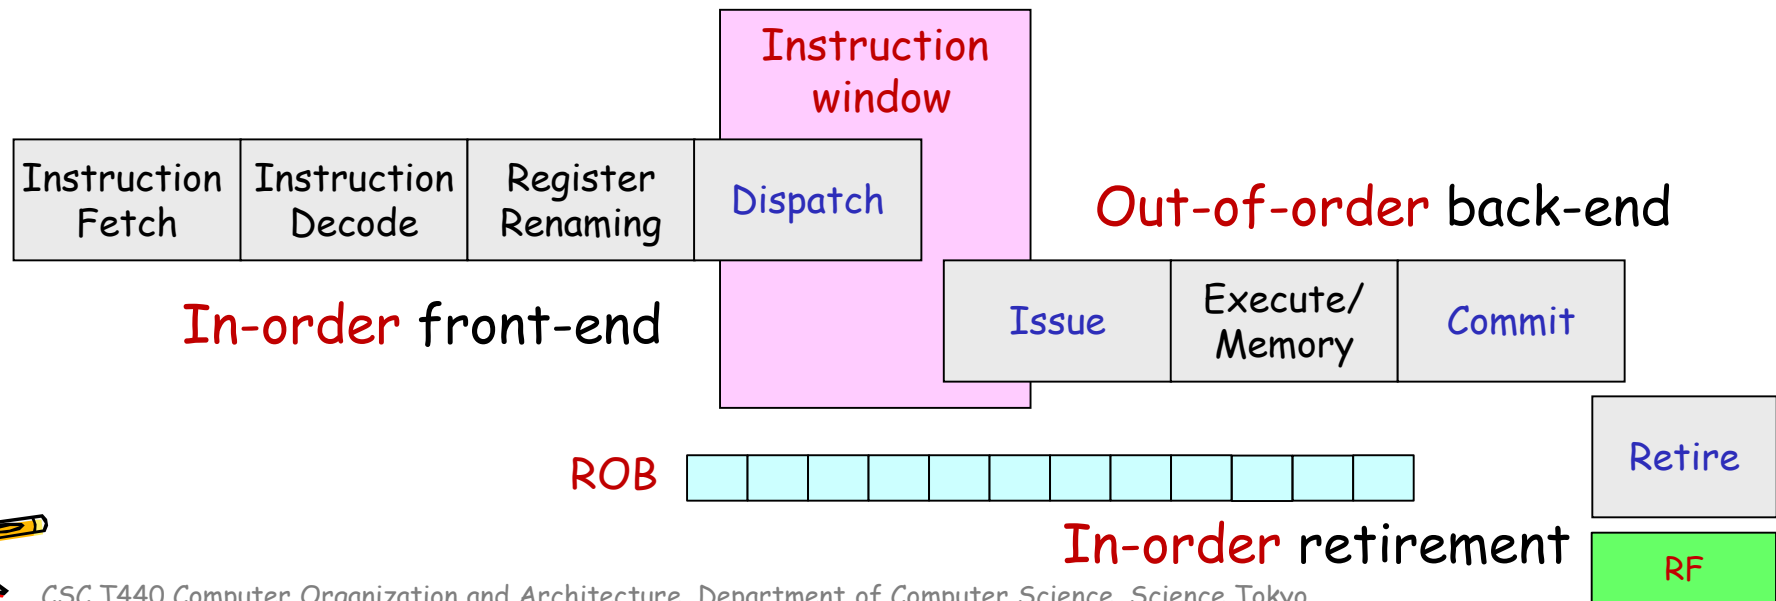 Instruction
window
Instruction
Fetch
Instruction
Decode
Register
Renaming
Dispatch
Out-of-order back-end
In-order front-end
Issue
Execute/
Memory
Commit
ROB
Retire
In-order retirement
RF
CSC.T440 Computer Organization and Architecture, Department of Computer Science, Science Tokyo